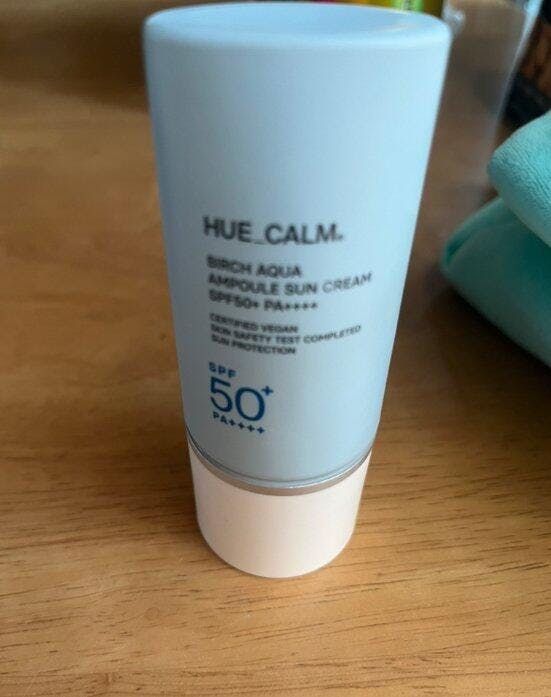 HUE_CALM.
BIRCH AQUA
AMPOULE SUN CREAM
SPF50+ PA++++
CERTIFIED VEGAN
SKIN SAFETY TEST COMPLETED
SUN PROTECTION
SPF
50+
PA++++